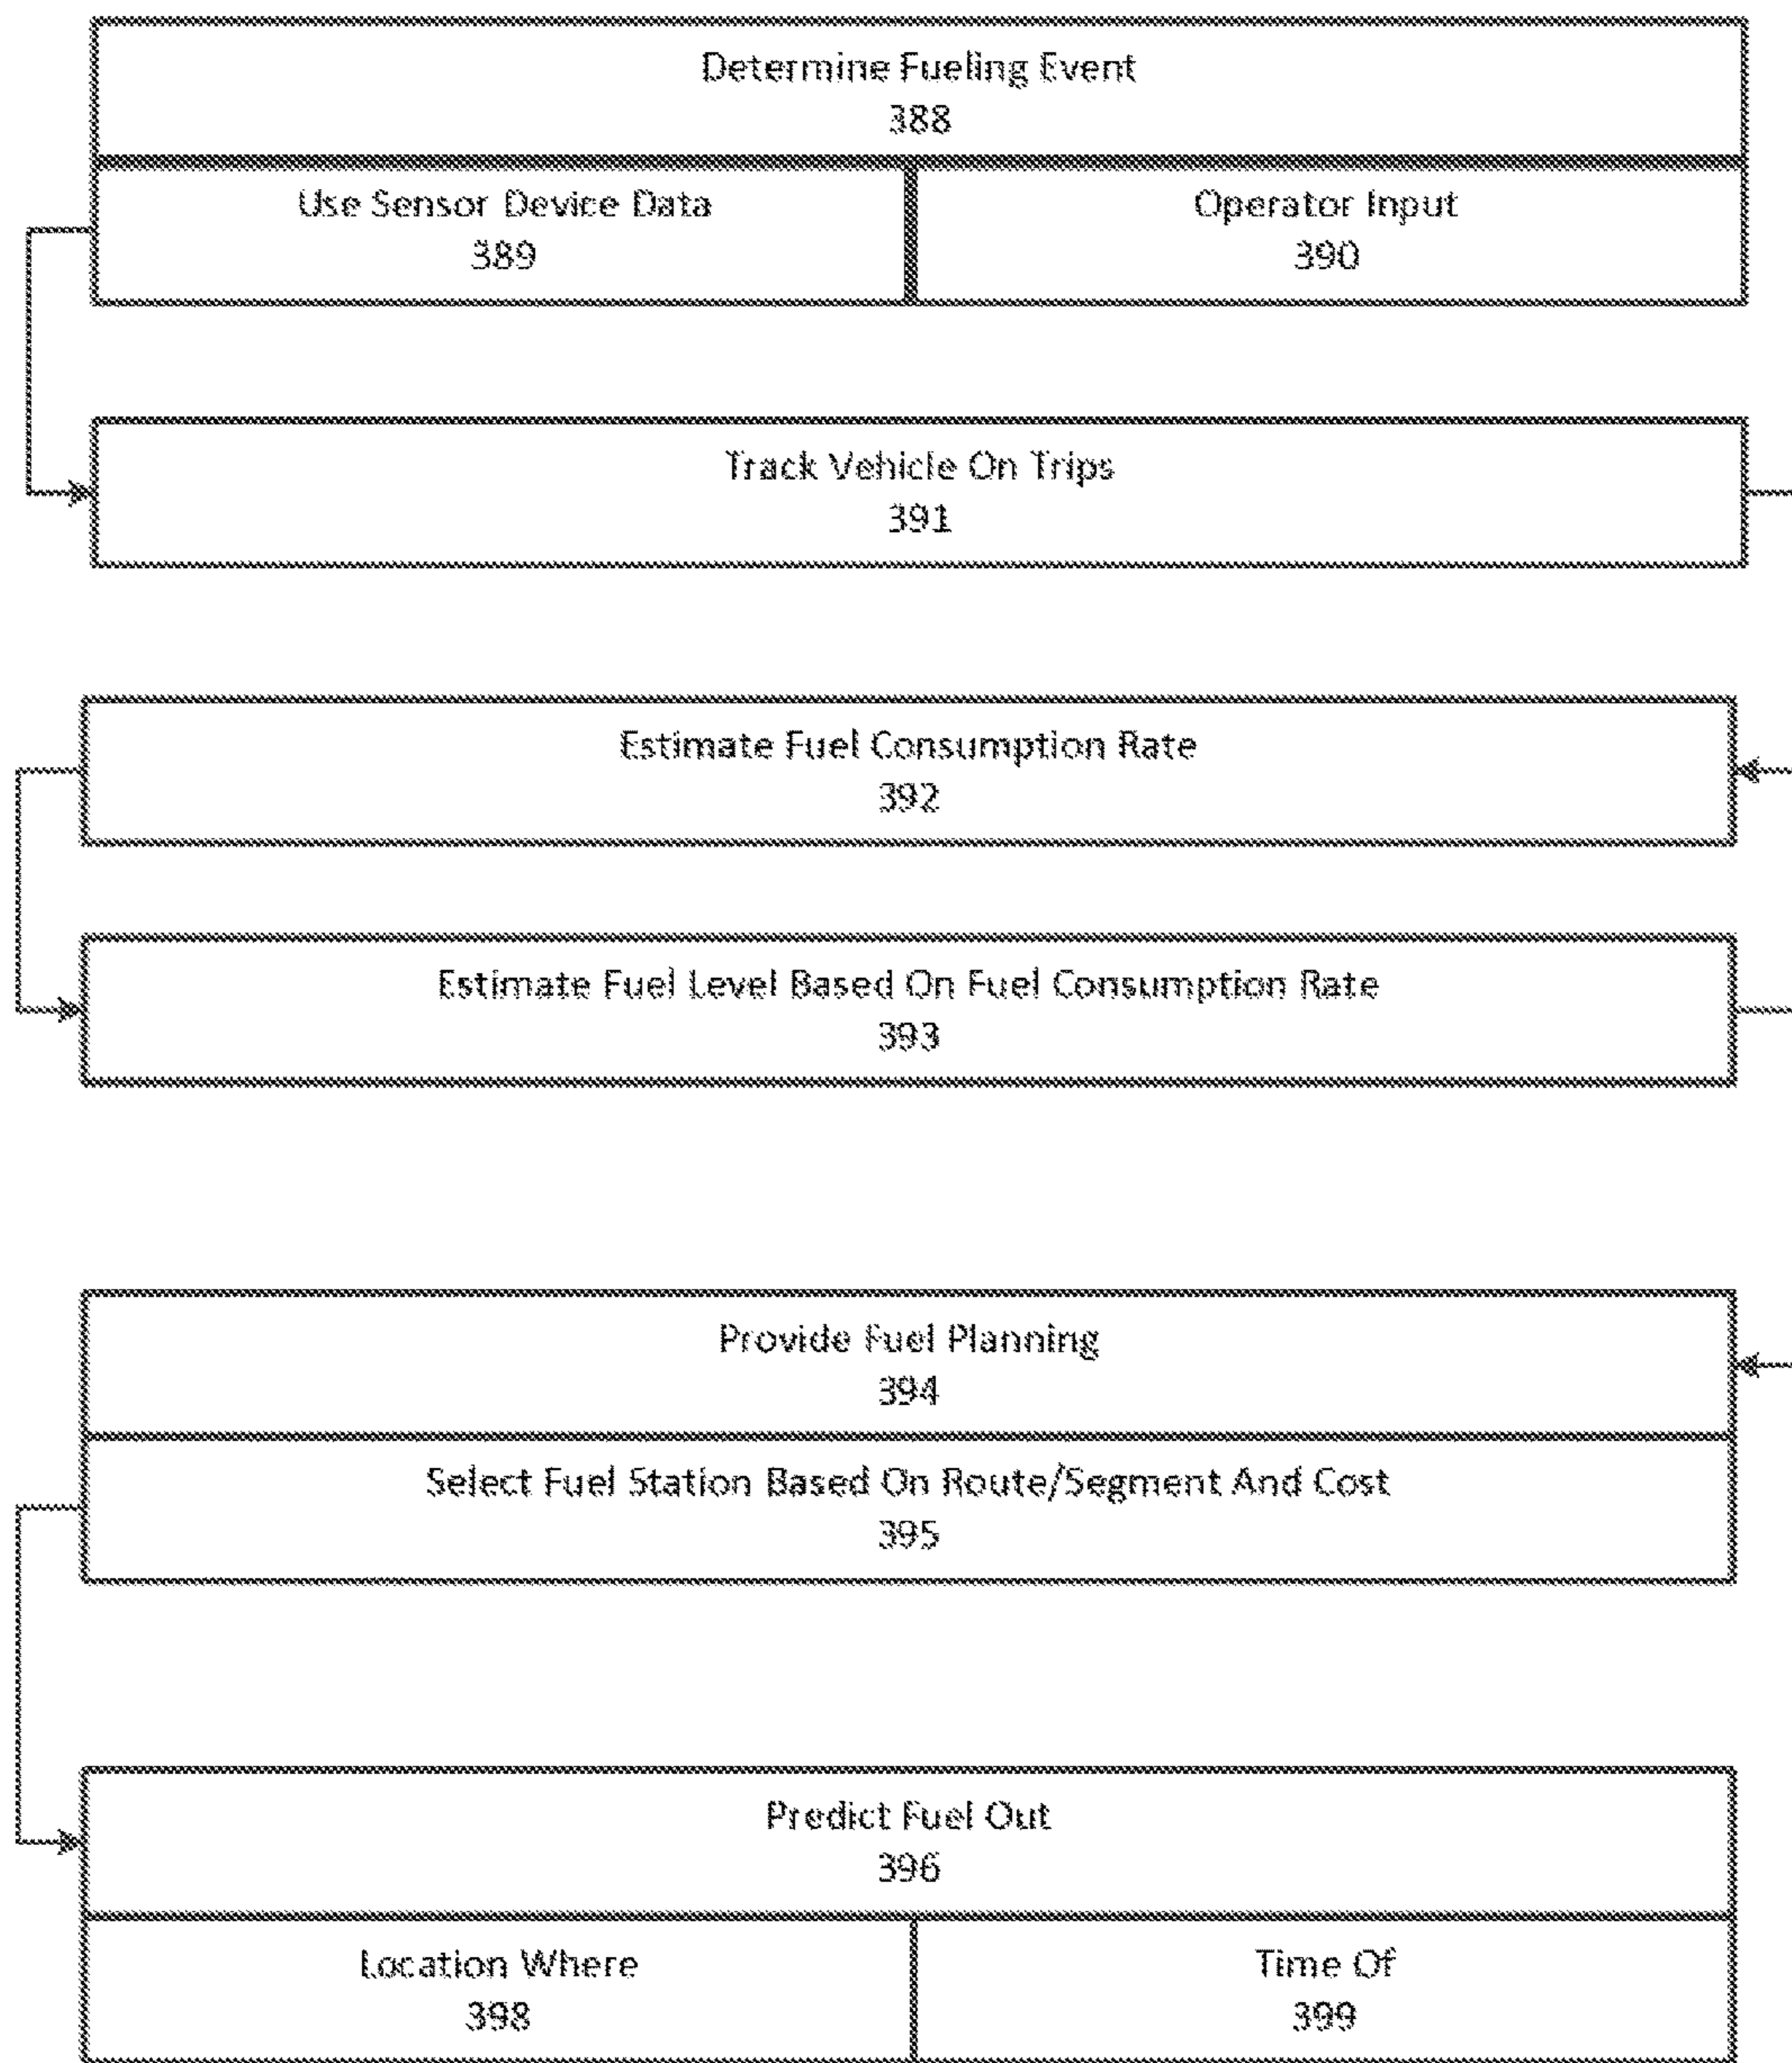 Determine Fueling Event
388
Use Sensor Device Data
389
Operator Input
390
Track Vehicle On Trips
391
Estimate Fuel Consumption Rate
392
Estimate Fuel Level Based On Fuel Consumption Rate
393
Provide Fuel Planning
394
Select Fuel Station Based On Route/Segment And Cost
395
Predict Fuel Out
396
Location Where
398
Time Of
399